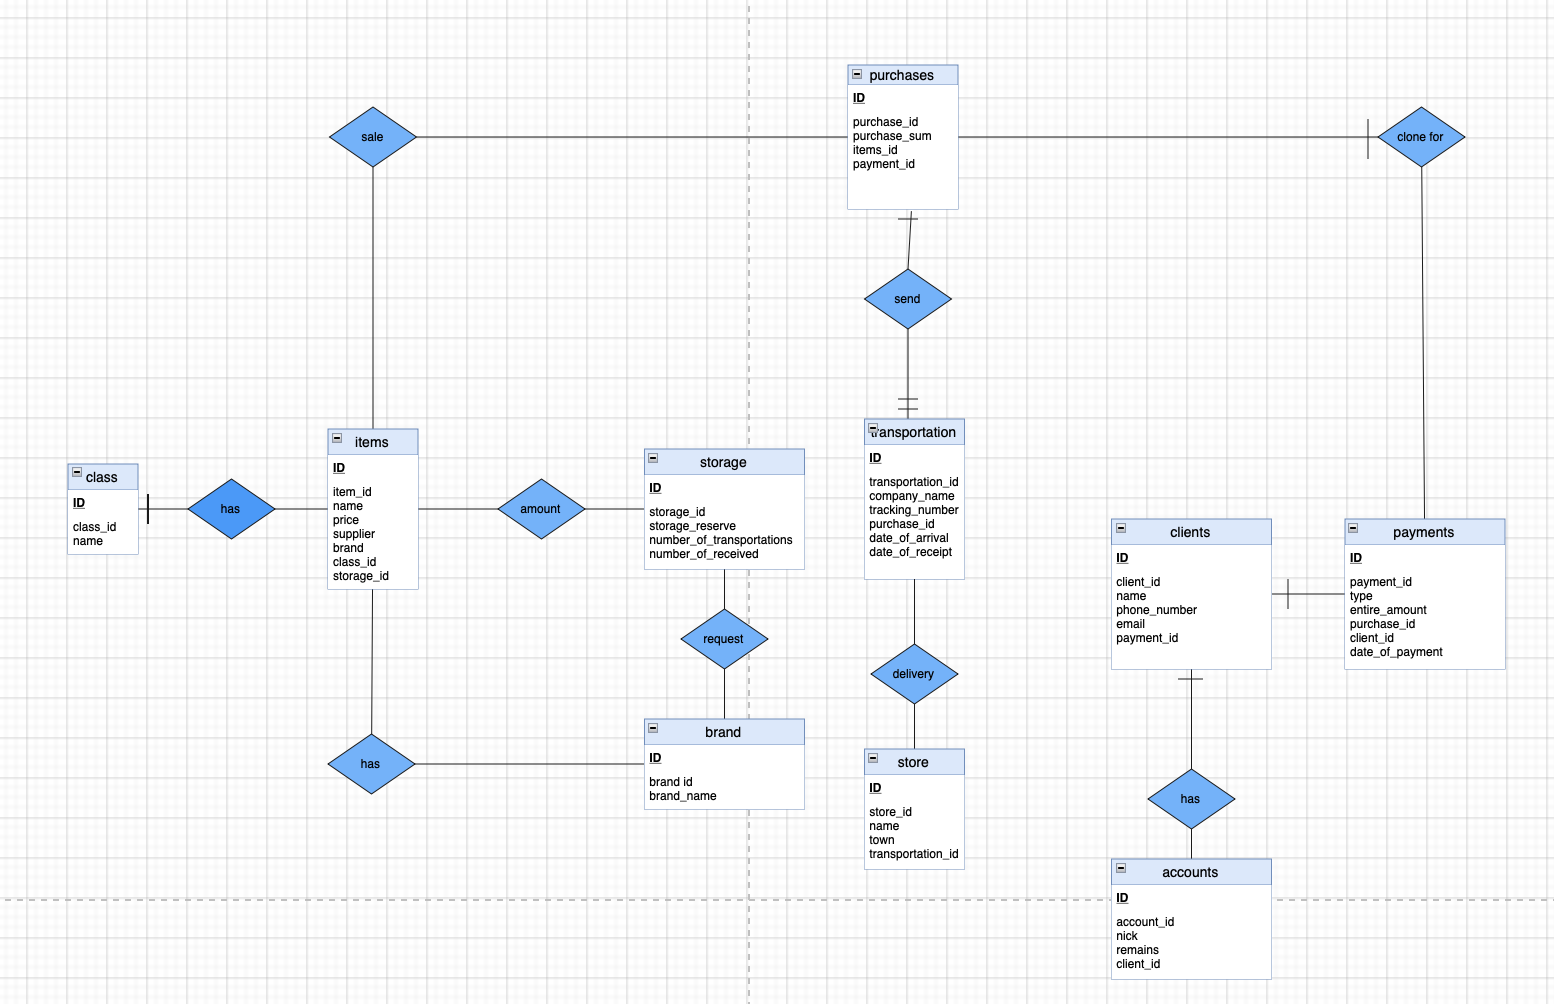 purchases
ID
purchase_id
purchase_sum
items_id
payment_id
sale
clone for
send
items
ID
item_id
name
price
supplier
brand
class_id
storage_id
class
ID
class_id
name
has
amount
storage
ID
storage_id
storage_reserve
number_of_transportations
number_of_received
transportation
ID
transportation_id
company_name
tracking_number
purchase_id
date_of_arrival
date_of_receipt
clients
ID
client_id
name
phone_number
email
payment_id
payments
ID
payment_id
type
entire_amount
purchase_id
client_id
date_of_payment
request
delivery
has
brand
ID
brand id
brand_name
store
ID
store_id
name
town
transportation_id
has
accounts
ID
account_id
nick
remains
client_id